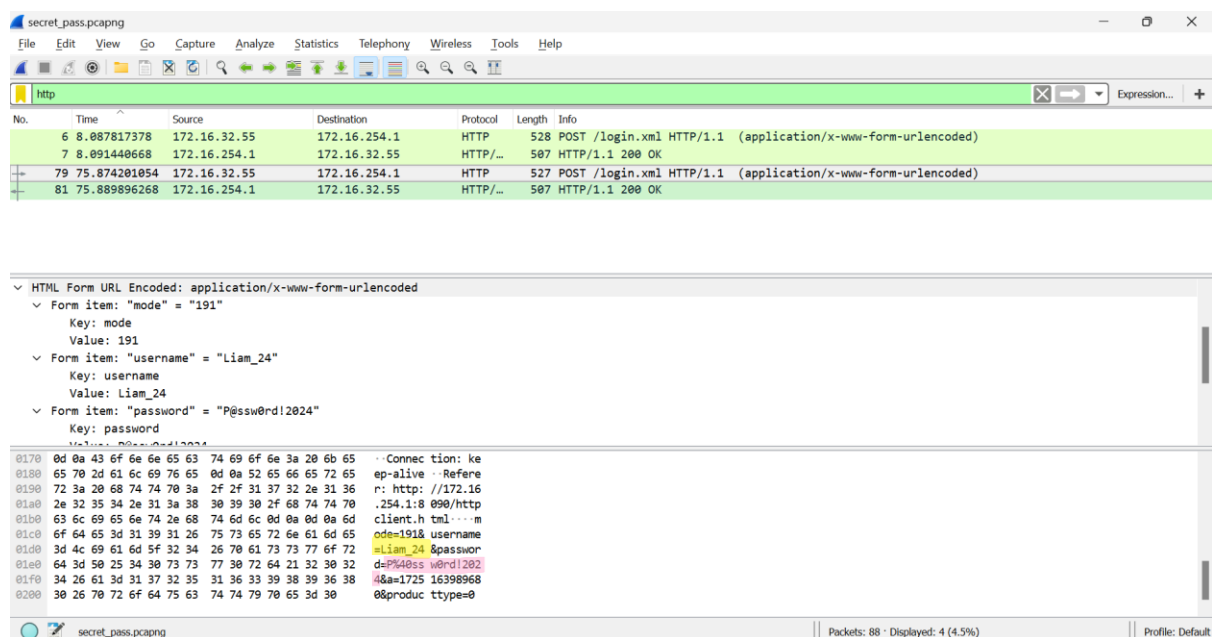 secret_pass.pcapng
File Edit View Go Capture Analyze Statistics Telephony Wireless Tools Help
http Expression... +
No. Time Source Destination Protocol Length Info
6 8.087817378 172.16.32.55 172.16.254.1 HTTP 528 POST /login.xml HTTP/1.1 (application/x-www-form-urlencoded)
7 8.091440668 172.16.254.1 172.16.32.55 HTTP/… 507 HTTP/1.1 200 OK
79 75.874201054 172.16.32.55 172.16.254.1 HTTP 527 POST /login.xml HTTP/1.1 (application/x-www-form-urlencoded)
81 75.889896268 172.16.254.1 172.16.32.55 HTTP/… 507 HTTP/1.1 200 OK
HTML Form URL Encoded: application/x-www-form-urlencoded
Form item: "mode" = "191"
Key: mode
Value: 191
Form item: "username" = "Liam_24"
Key: username
Value: Liam_24
Form item: "password" = "P@ssw0rd!2024"
Key: password
Value: P@ssw0rd!2024
0170 0d 0a 43 6f 6e 6e 65 63 74 69 6f 6e 3a 20 6b 65 ··Connec tion: ke
0180 65 70 2d 61 6c 69 76 65 0d 0a 52 65 66 65 72 65 ep-alive ··Refere
0190 72 3a 20 68 74 74 70 3a 2f 2f 31 37 32 2e 31 36 r: http: //172.16
01a0 2e 32 35 34 2e 31 3a 38 30 39 30 2f 68 74 74 70 .254.1:8 090/http
01b0 63 6c 69 65 6e 74 2e 68 74 6d 6c 0d 0a 0d 0a 6d client.h tml····m
01c0 6f 64 65 3d 31 39 31 26 75 73 65 72 6e 61 6d 65 ode=191& username
01d0 3d 4c 69 61 6d 5f 32 34 26 70 61 73 73 77 6f 72 =Liam_24 &passwor
01e0 64 3d 50 25 34 30 73 73 77 30 72 64 21 32 30 32 d=P%40ss w0rd!202
01f0 34 26 61 3d 31 37 32 35 31 36 33 39 38 39 36 38 4&a=1725 16398968
0200 30 26 70 72 6f 64 75 63 74 74 79 70 65 3d 30 0&produc ttype=0
secret_pass.pcapng Packets: 88 · Displayed: 4 (4.5%) Profile: Default